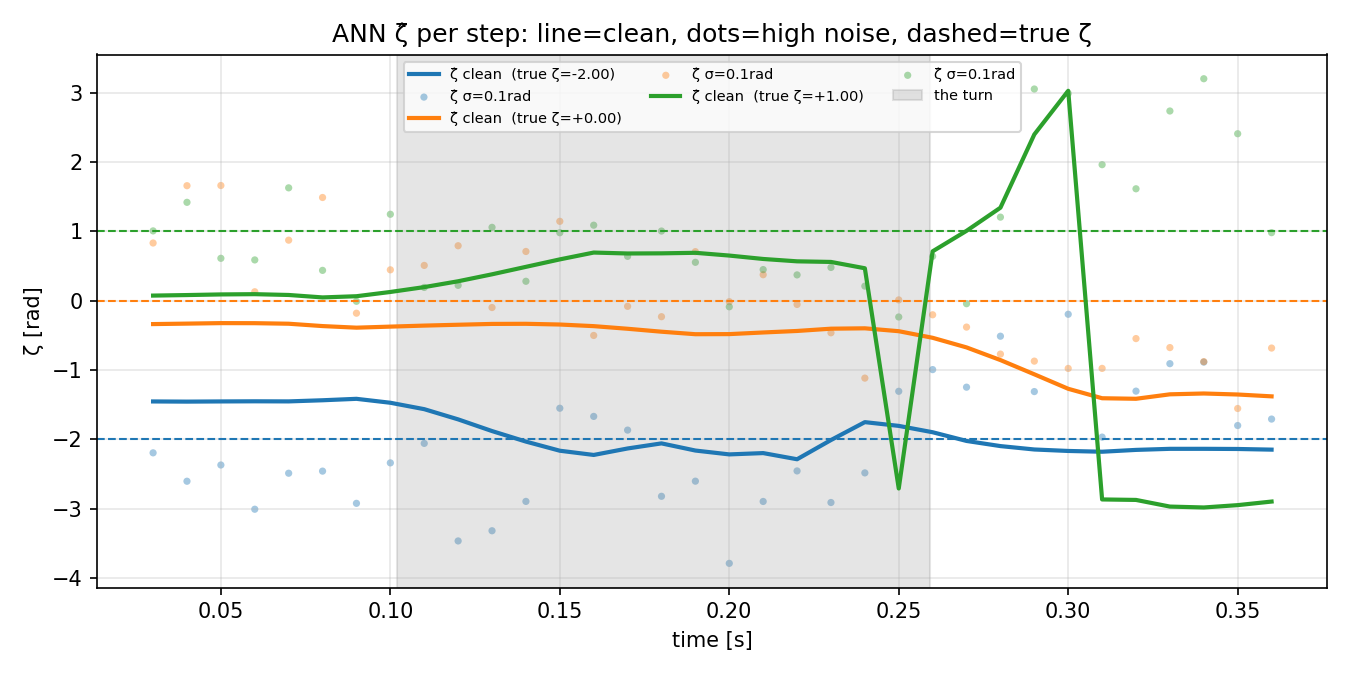 ANN ζ̂ per step: line=clean, dots=high noise, dashed=true ζ
ζ̂ clean  (true ζ=-2.00)
ζ̂ σ=0.1rad
ζ̂ clean  (true ζ=+0.00)
ζ̂ σ=0.1rad
ζ̂ clean  (true ζ=+1.00)
ζ̂ σ=0.1rad
the turn
ζ̂ [rad]
3
2
1
0
−1
−2
−3
−4
0.05
0.10
0.15
0.20
0.25
0.30
0.35
time [s]